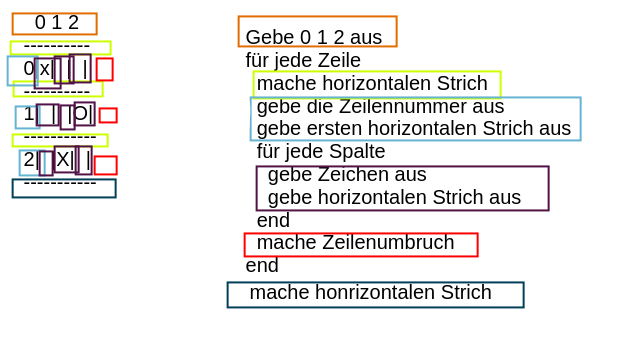 0 1 2
-----------
0 x| | |
-----------
1| | |O|
------------
2| |X| |
------------
Gebe 0 1 2 aus
für jede Zeile
mache horizontalen Strich
gebe die Zeilennummer aus
gebe ersten horizontalen Strich aus
für jede Spalte
gebe Zeichen aus
gebe horizontalen Strich aus
end
mache Zeilenumbruch
end
mache honrizontalen Strich